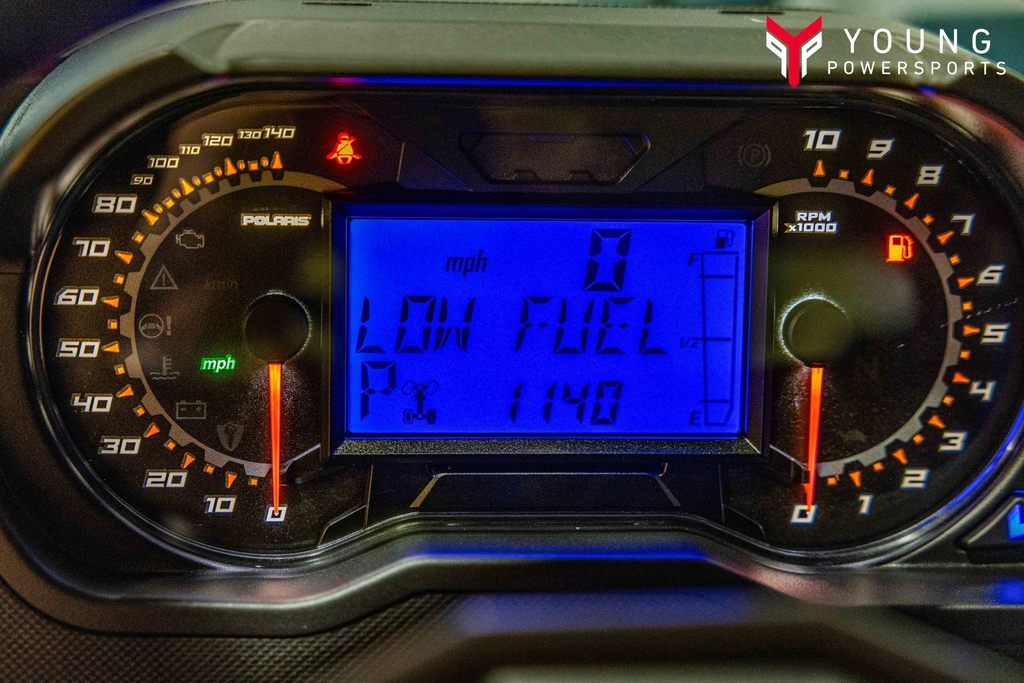 YOUNG
POWERSPORTS
0 10 20 30 40 50 60 70 80 90 100 110 120 130 140
POLARIS
km/h
mph
mph 0
LOW FUEL
P 1140
F
1/2
E
P
RPM
x1000
0 1 2 3 4 5 6 7 8 9 10